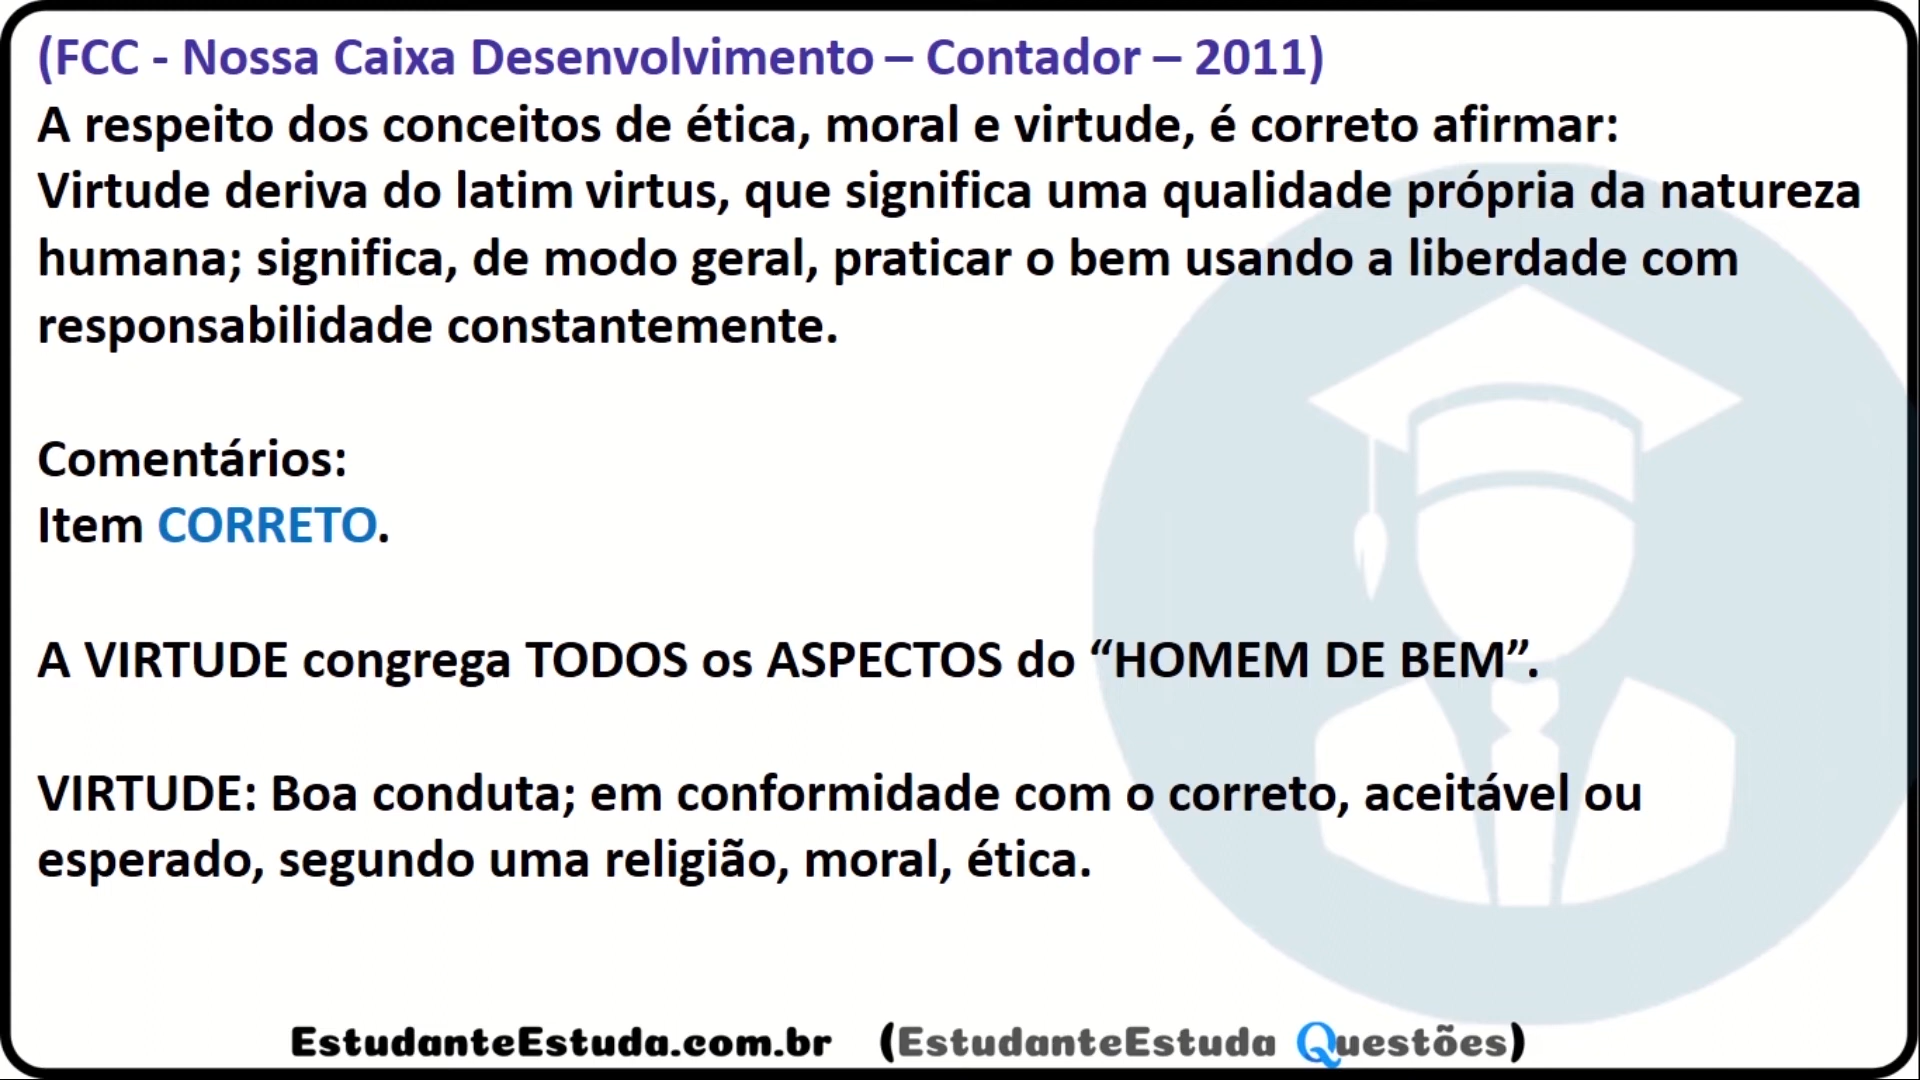 (FCC - Nossa Caixa Desenvolvimento – Contador – 2011)
A respeito dos conceitos de ética, moral e virtude, é correto afirmar:
Virtude deriva do latim virtus, que significa uma qualidade própria da natureza
humana; significa, de modo geral, praticar o bem usando a liberdade com
responsabilidade constantemente.
Comentários:
Item CORRETO.
A VIRTUDE congrega TODOS os ASPECTOS do “HOMEM DE BEM”.
VIRTUDE: Boa conduta; em conformidade com o correto, aceitável ou
esperado, segundo uma religião, moral, ética.
EstudanteEstuda.com.br (EstudanteEstuda Questões)